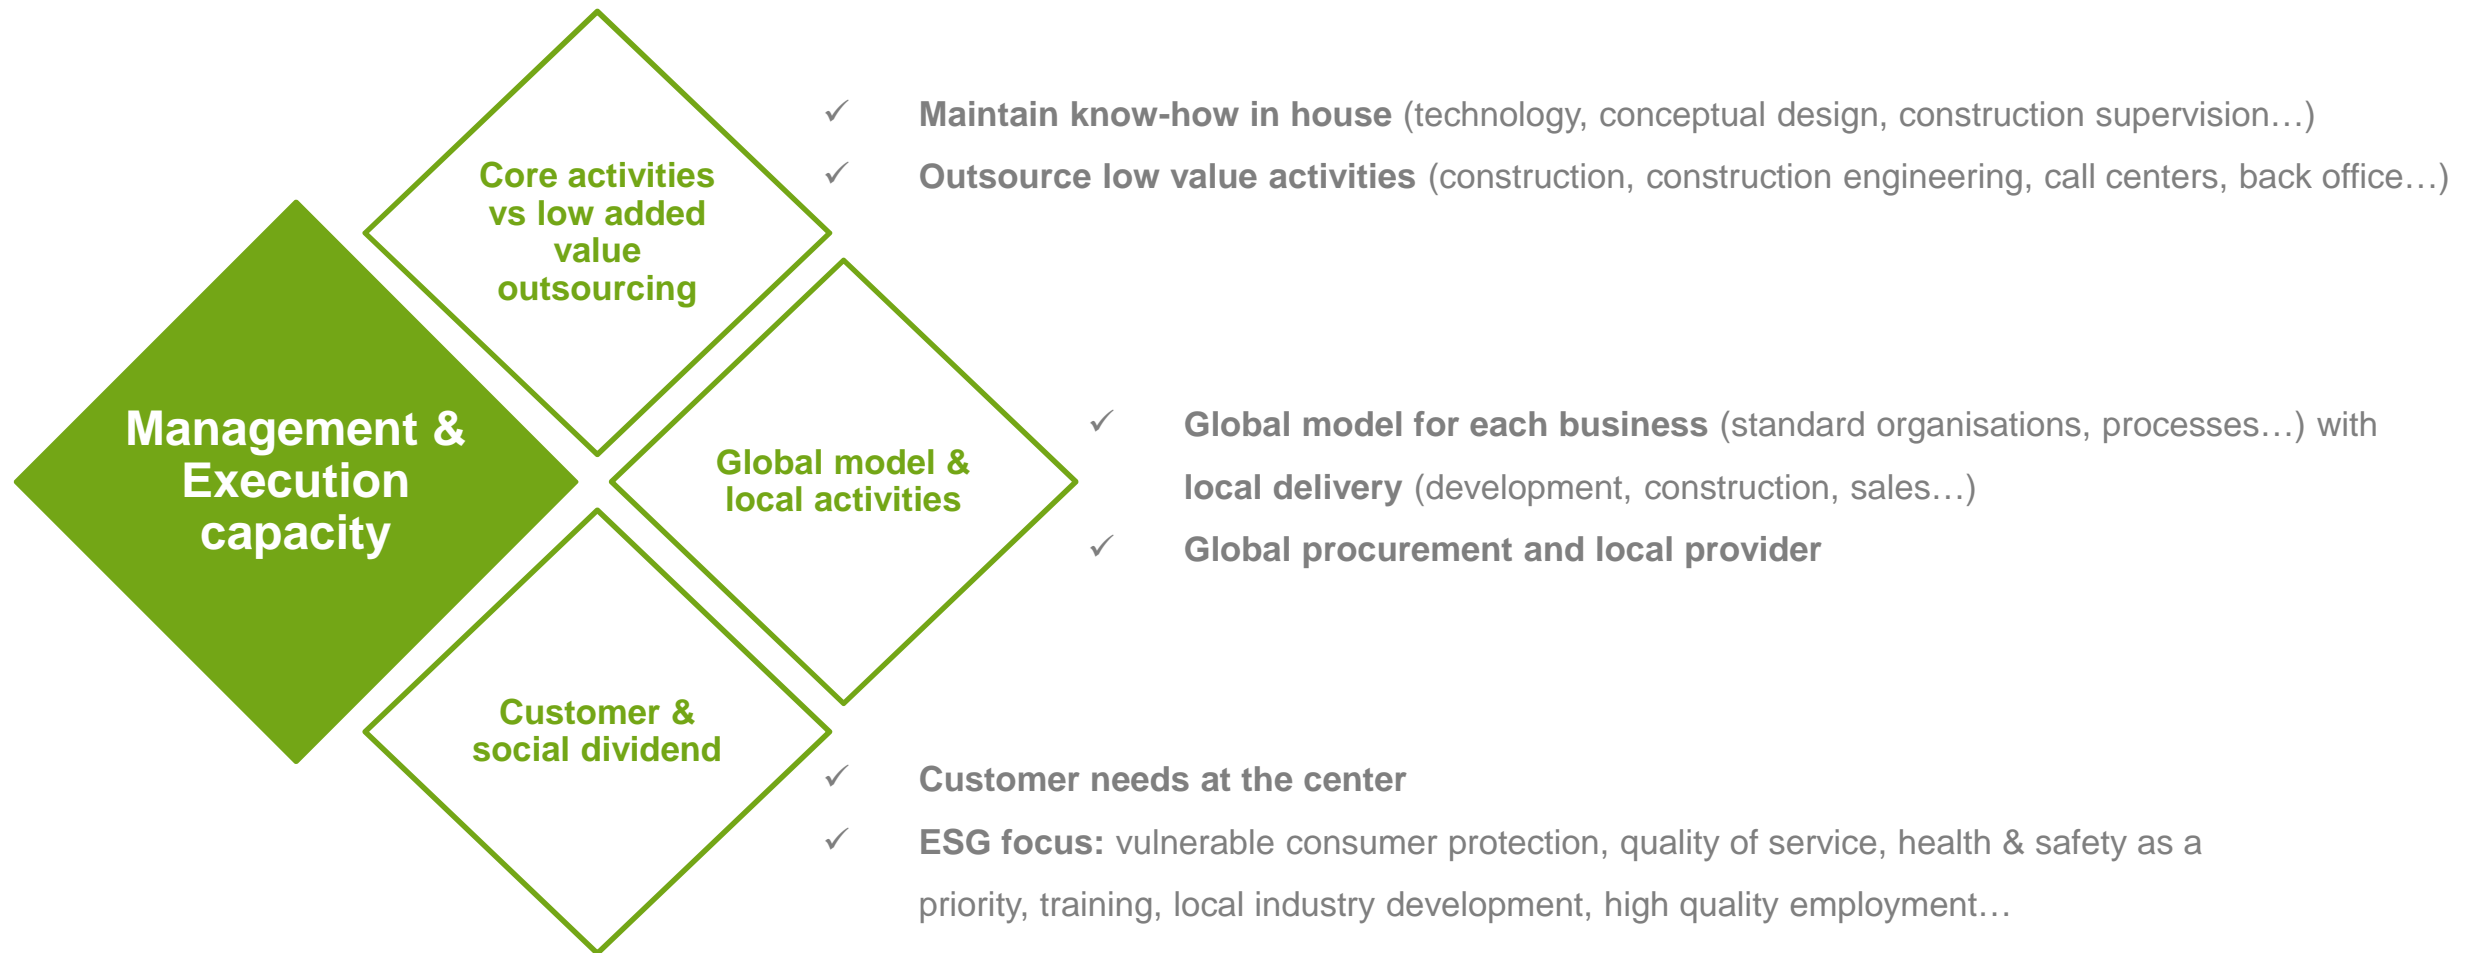 Management &
Execution
capacity
Core activities
vs low added
value
outsourcing
✓ Maintain know-how in house (technology, conceptual design, construction supervision…)
✓ Outsource low value activities (construction, construction engineering, call centers, back office…)
Global model &
local activities
✓ Global model for each business (standard organisations, processes…) with
local delivery (development, construction, sales…)
✓ Global procurement and local provider
Customer &
social dividend
✓ Customer needs at the center
✓ ESG focus: vulnerable consumer protection, quality of service, health & safety as a
priority, training, local industry development, high quality employment…